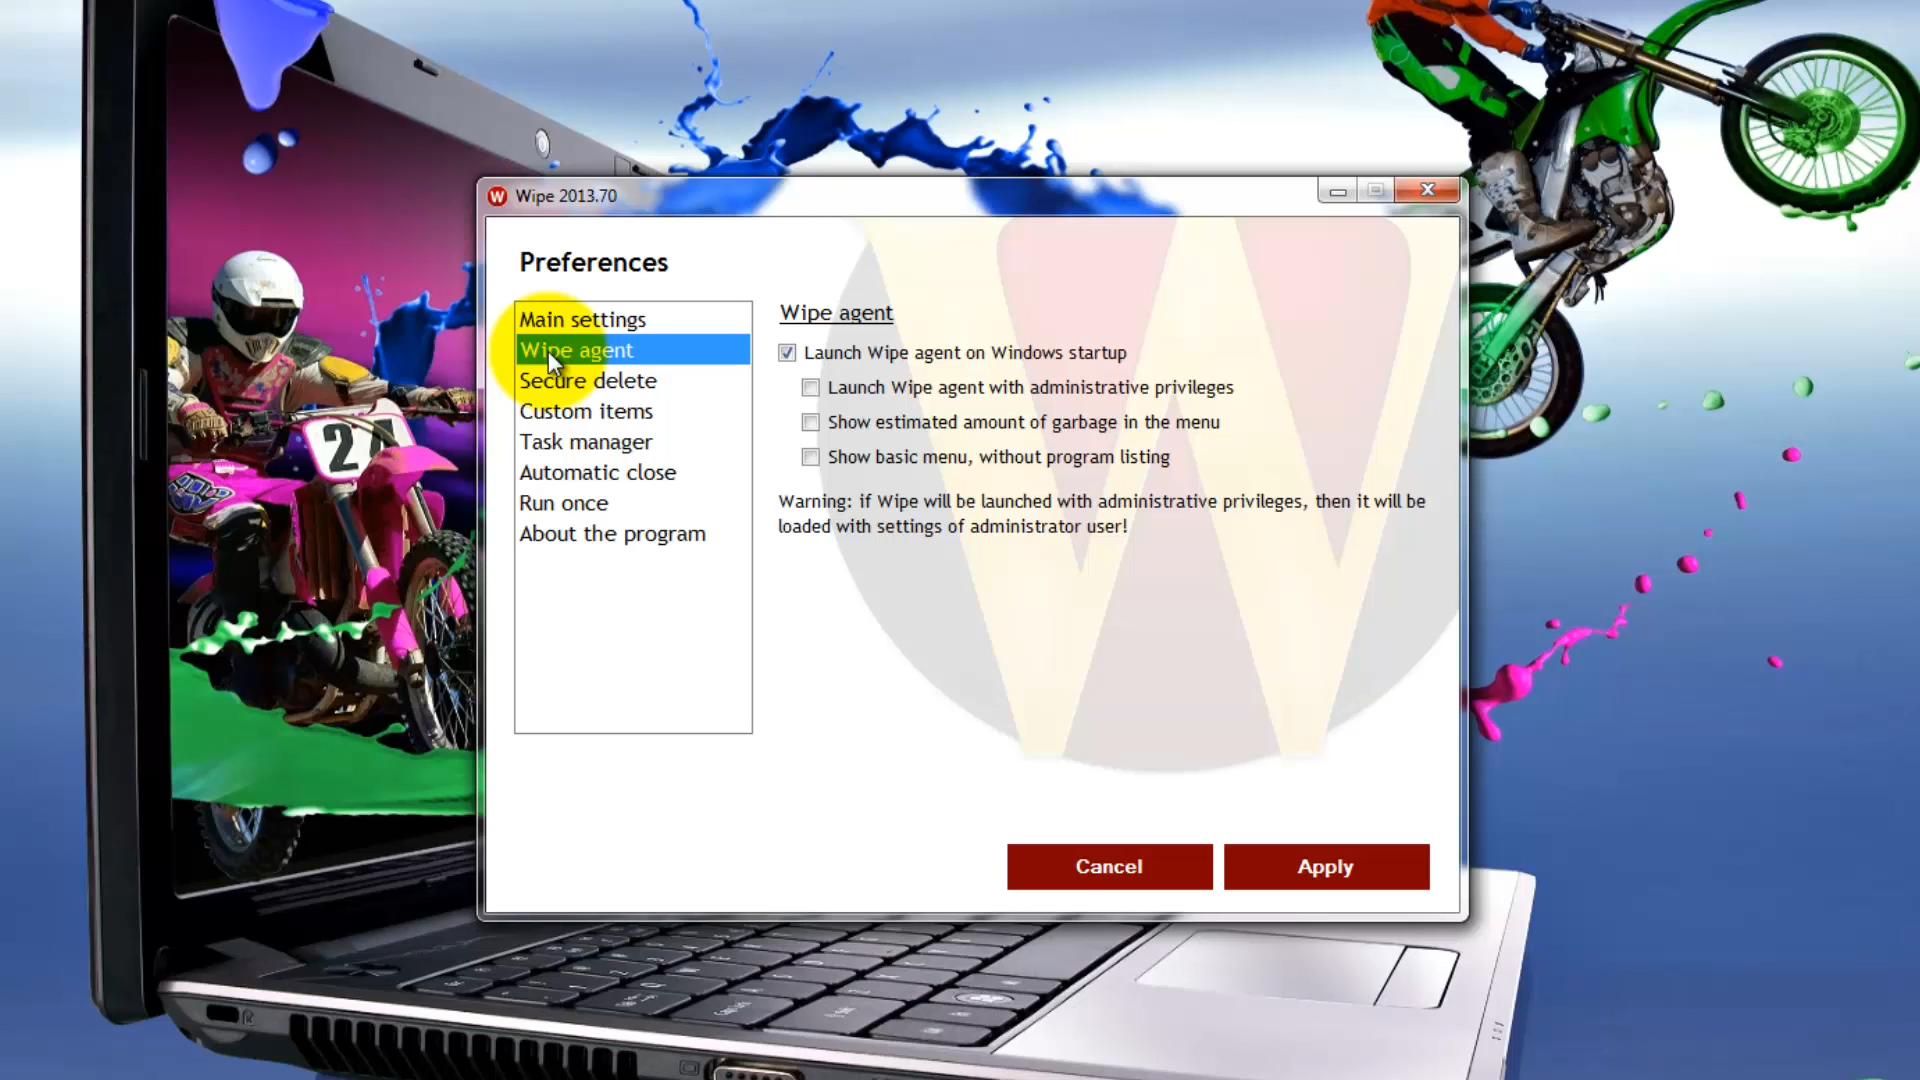 W Wipe 2013.70
Preferences
Main settings
Wipe agent
Secure delete
Custom items
Task manager
Automatic close
Run once
About the program
Wipe agent
Launch Wipe agent on Windows startup
Launch Wipe agent with administrative privileges
Show estimated amount of garbage in the menu
Show basic menu, without program listing
Warning: if Wipe will be launched with administrative privileges, then it will be
loaded with settings of administrator user!
Cancel
Apply